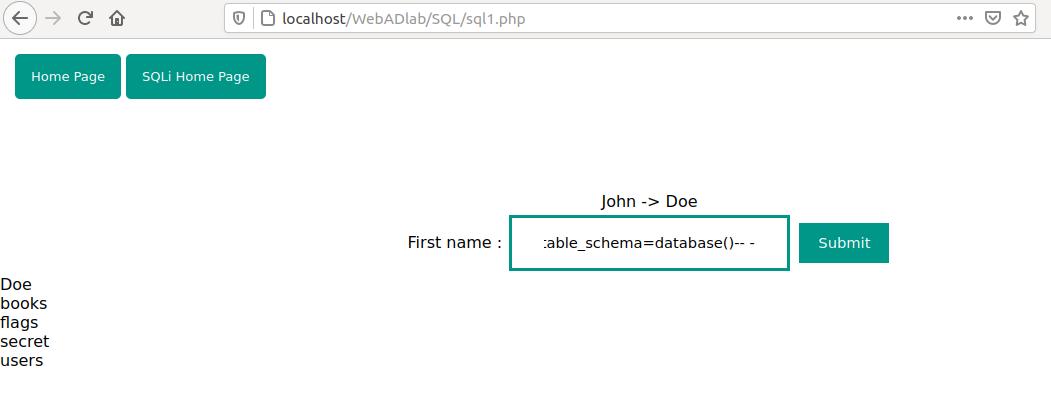 localhost/WebADlab/SQL/sql1.php
Home Page SQLi Home Page
John -> Doe
First name : table_schema=database()-- - Submit
Doe
books
flags
secret
users